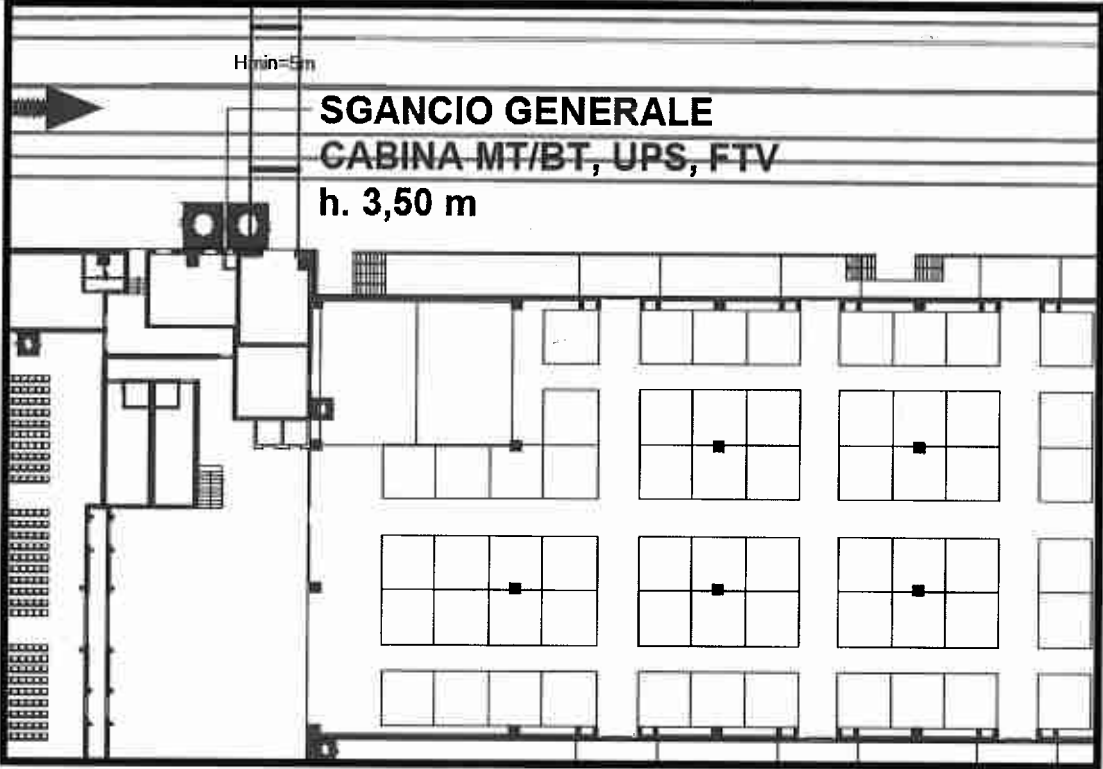 Hmin=5m
SGANCIO GENERALE
CABINA MT/BT, UPS, FTV
h. 3,50 m